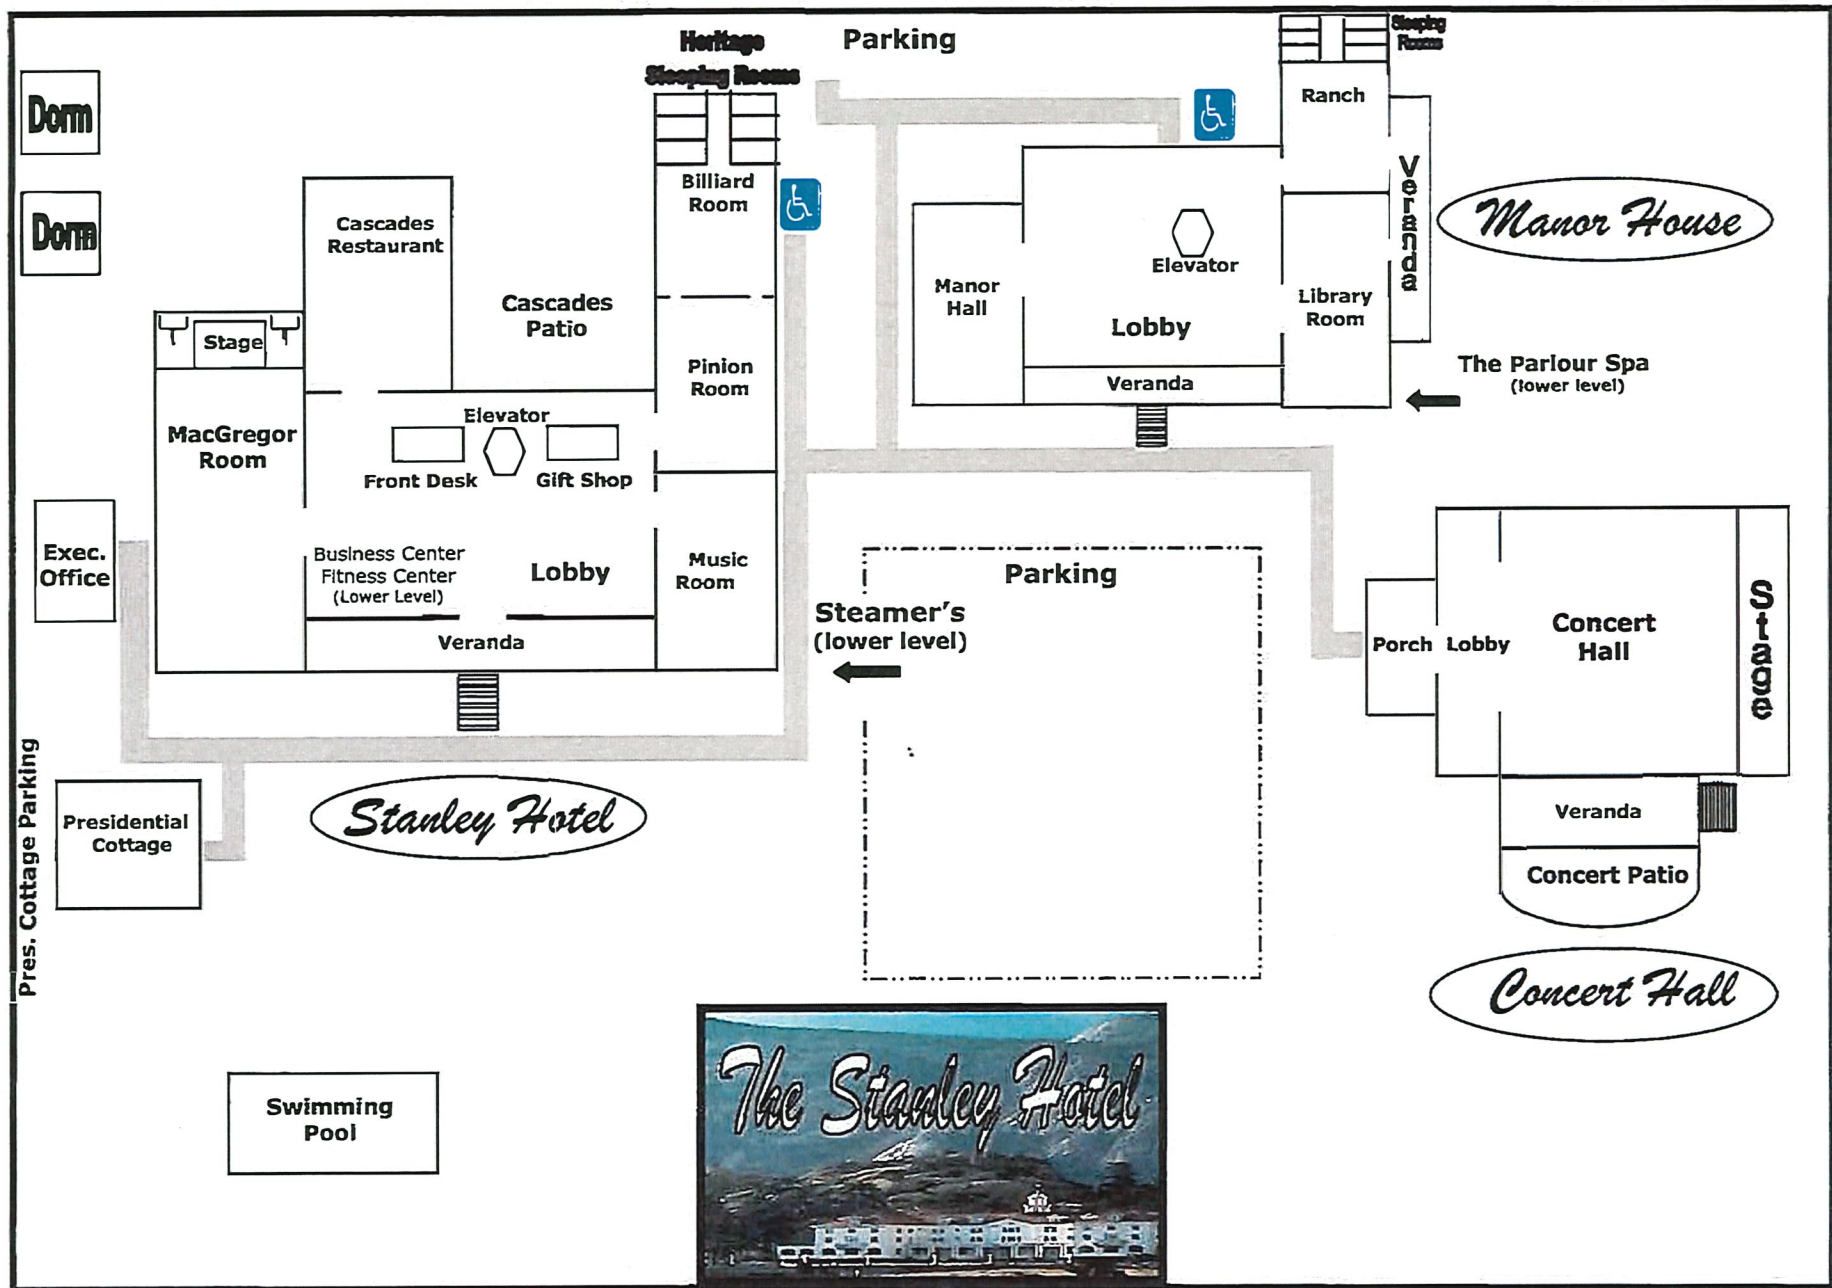 Heritage
Sleeping Rooms
Parking
Sleeping
Rooms
Dorm
Dorm
Billiard
Room
Cascades
Restaurant
Cascades
Patio
Stage
Pinion
Room
MacGregor
Room
Elevator
Front Desk
Gift Shop
Business Center
Fitness Center
(Lower Level)
Lobby
Music
Room
Veranda
Exec.
Office
Presidential
Cottage
Pres. Cottage Parking
Stanley Hotel
Swimming
Pool
Ranch
Veranda
Manor House
Elevator
Manor
Hall
Lobby
Library
Room
Veranda
The Parlour Spa
(lower level)
Parking
Steamer's
(lower level)
Porch
Lobby
Concert
Hall
Stage
Veranda
Concert Patio
Concert Hall
The Stanley Hotel